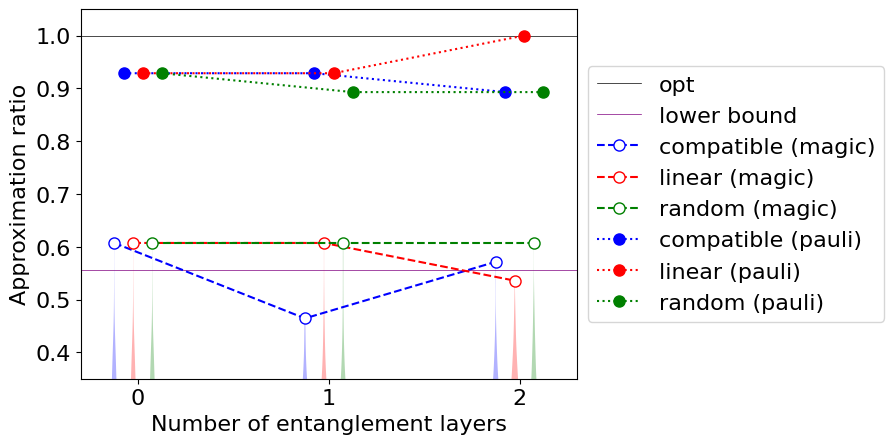 1.0
0.9
0.8
0.7
0.6
0.5
0.4
Approximation ratio
0 1 2
Number of entanglement layers
opt
lower bound
compatible (magic)
linear (magic)
random (magic)
compatible (pauli)
linear (pauli)
random (pauli)